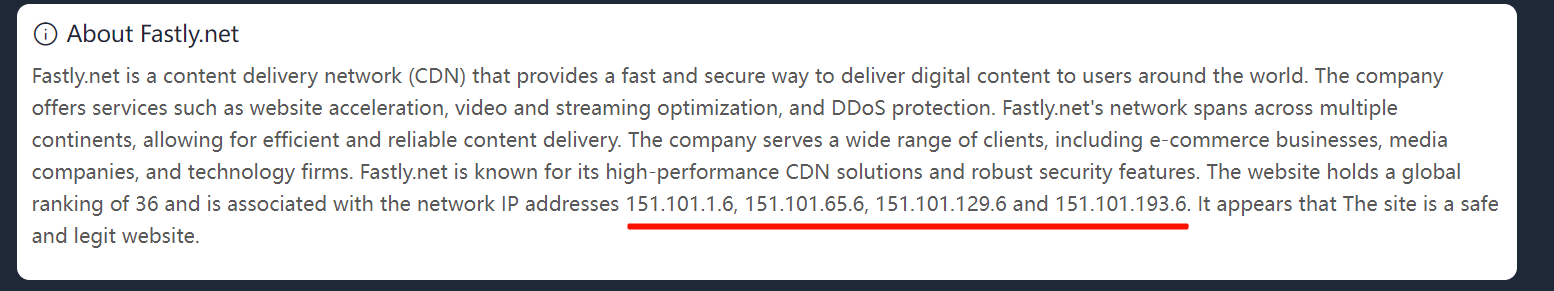 About Fastly.net
Fastly.net is a content delivery network (CDN) that provides a fast and secure way to deliver digital content to users around the world. The company
offers services such as website acceleration, video and streaming optimization, and DDoS protection. Fastly.net's network spans across multiple
continents, allowing for efficient and reliable content delivery. The company serves a wide range of clients, including e-commerce businesses, media
companies, and technology firms. Fastly.net is known for its high-performance CDN solutions and robust security features. The website holds a global
ranking of 36 and is associated with the network IP addresses 151.101.1.6, 151.101.65.6, 151.101.129.6 and 151.101.193.6. It appears that The site is a safe
and legit website.